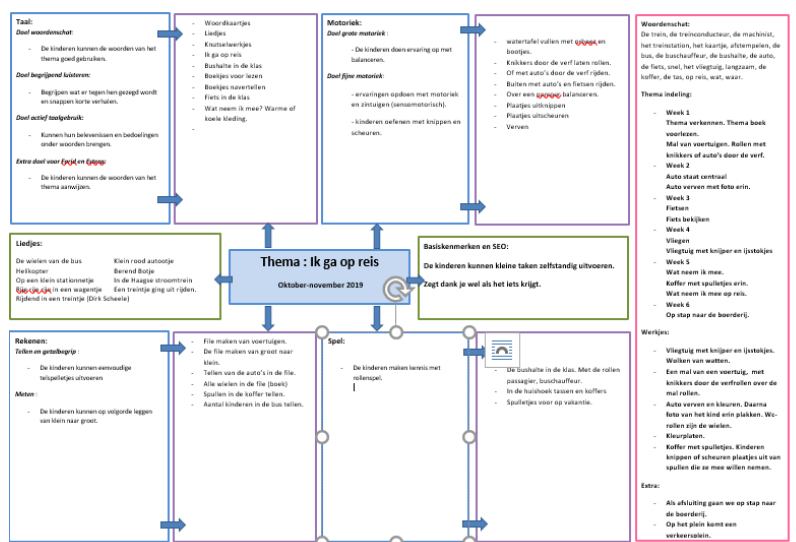 Taal:
Doel woordenschat:
- De kinderen kunnen de woorden van het
thema goed gebruiken.
Doel begrijpend luisteren:
- Begrijpen wat er tegen hen gezegd wordt
en snappen korte verhalen.
Doel actief taalgebruik:
- Kunnen hun belevenissen en bedoelingen
onder woorden brengen.
Extra doel voor Farid en
- De kinderen kunnen de woorden van het
thema aanwijzen.
- Woordkaartjes
- Liedjes
- Knutselwerkjes
- Ik ga op reis
- Bushalte in de klas
- Boekjes voor lezen
- Boekjes navertellen
- Fiets in de klas
- Wat neem ik mee? Warme of
koele kleding.
-
Motoriek:
Doel grote motoriek :
- De kinderen doen ervaring op met
balanceren.
Doel fijne motoriek:
- ervaringen opdoen met motoriek
en zintuigen (sensomotorisch).
- kinderen oefenen met knippen en
scheuren.
- watertafel vullen met en
bootjes.
- Knikkers door de verf laten rollen.
- Of met auto's door de verf rijden.
- Buiten met auto's en fietsen rijden.
- Over een balanceren.
- Plaatjes uitknippen
- Plaatjes uitscheuren
- Verven
Woordenschat:
De trein, de treinconducteur, de machinist,
het treinstation, het kaartje, afstempelen, de
bus, de buschauffeur, de bushalte, de auto,
de fiets, snel, het vliegtuig, langzaam, de
koffer, de tas, op reis, wat, waar.
Thema indeling:
- Week 1
Thema verkennen. Thema boek
voorlezen.
Mal van voertuigen. Rollen met
knikkers of auto's door de verf.
- Week 2
Auto staat centraal
Auto verven met foto erin.
- Week 3
Fietsen
Fiets bekijken
- Week 4
Vliegen
Vliegtuig met knijper en ijsstokjes
- Week 5
Wat neem ik mee.
Koffer met spulletjes erin.
Wat neem ik mee op reis.
- Week 6
Op stap naar de boerderij.
Werkjes:
- Vliegtuig met knijper en ijsstokjes.
- Wolken van watten.
- Een mal van een voertuig, met
knikkers door de verfrollen over de
mal rollen.
- Auto verven en kleuren. Daarna
foto van het kind erin plakken. Wc-
rollen zijn de wielen.
- Kleurplaten.
- Koffer met spulletjes. Kinderen
knippen of scheuren plaatjes uit van
spullen die ze mee willen nemen.
Extra:
- Als afsluiting gaan we op stap naar
de boerderij.
- Op het plein komt een
verkeersplein.
Liedjes:
De wielen van de bus Klein rood autootje
Helikopter Berend Botje
Op een klein stationnetje In de Haagse stroomtrein
in een wagentje Een treintje ging uit rijden.
Rijdend in een treintje (Dirk Scheele)
Thema : Ik ga op reis
Oktober-november 2019
Basiskenmerken en SEO:
De kinderen kunnen kleine taken zelfstandig uitvoeren.
Zegt dank je wel als het iets krijgt.
Rekenen:
Tellen en getalbegrip :
- De kinderen kunnen eenvoudige
telspelletjes uitvoeren
Meten :
- De kinderen kunnen op volgorde leggen
van klein naar groot.
- File maken van voertuigen.
- De file maken van groot naar
klein.
- Tellen van de auto's in de file.
- Alle wielen in de file (boek)
- Spullen in de koffer tellen.
- Aantal kinderen in de bus tellen.
Spel:
- De kinderen maken kennis met
rollenspel.
- De bushalte in de klas. Met de rollen
passagier, buschauffeur.
- In de huishoek tassen en koffers
- Spulletjes voor op vakantie.